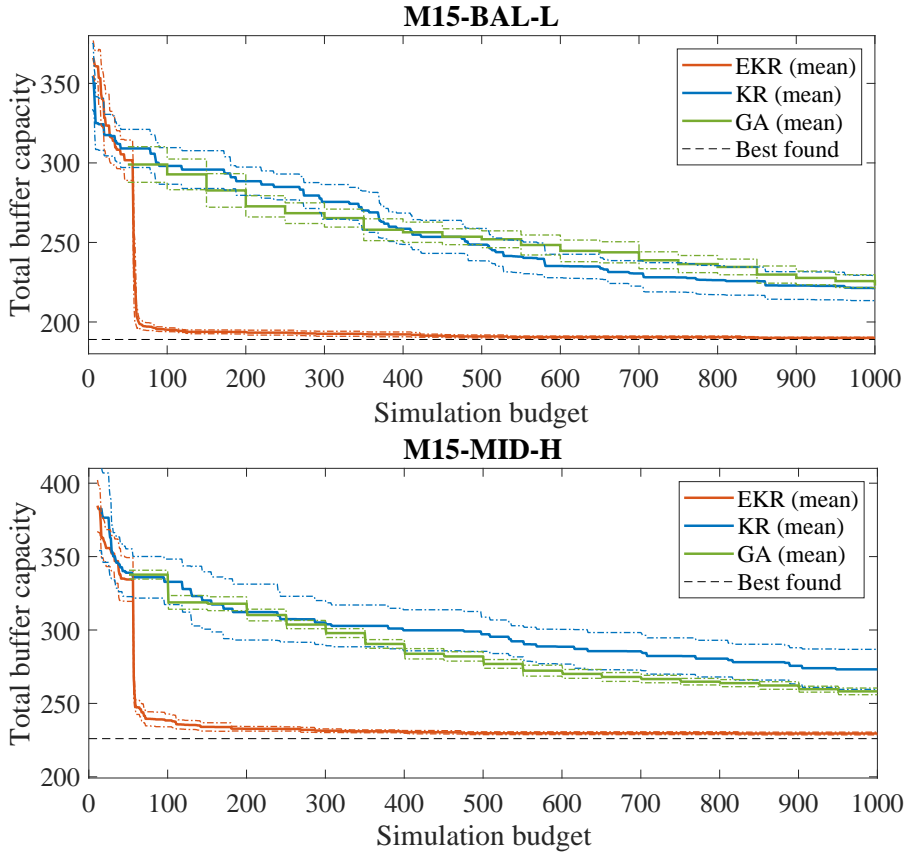 M15-BAL-L
Total buffer capacity
350
300
250
200
EKR (mean)
KR (mean)
GA (mean)
Best found
0 100 200 300 400 500 600 700 800 900 1000
Simulation budget
M15-MID-H
Total buffer capacity
400
350
300
250
200
EKR (mean)
KR (mean)
GA (mean)
Best found
0 100 200 300 400 500 600 700 800 900 1000
Simulation budget